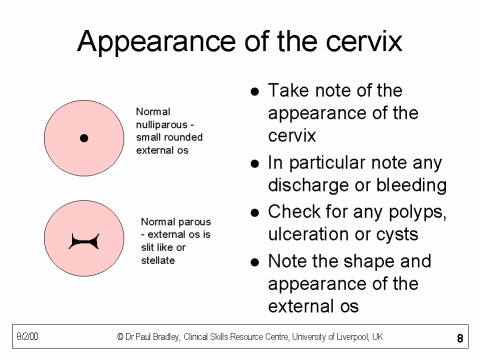 Appearance of the cervix
Normal
nulliparous -
small rounded
external os
Normal parous
- external os is
slit like or
stellate
● Take note of the
appearance of the
cervix
● In particular note any
discharge or bleeding
● Check for any polyps,
ulceration or cysts
● Note the shape and
appearance of the
external os
© Dr Paul Bradley, Clinical Skills Resource Centre, University of Liverpool, UK
8